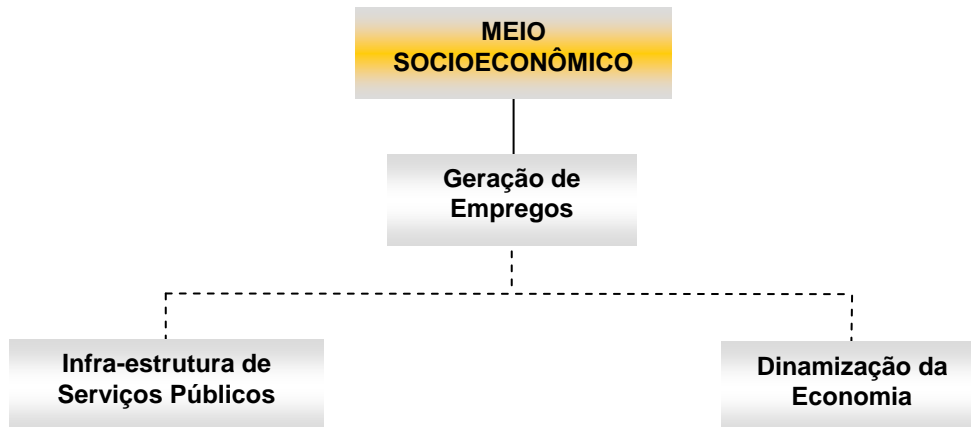 MEIO
SOCIOECONÔMICO
Geração de
Empregos
Infra-estrutura de
Serviços Públicos
Dinamização da
Economia